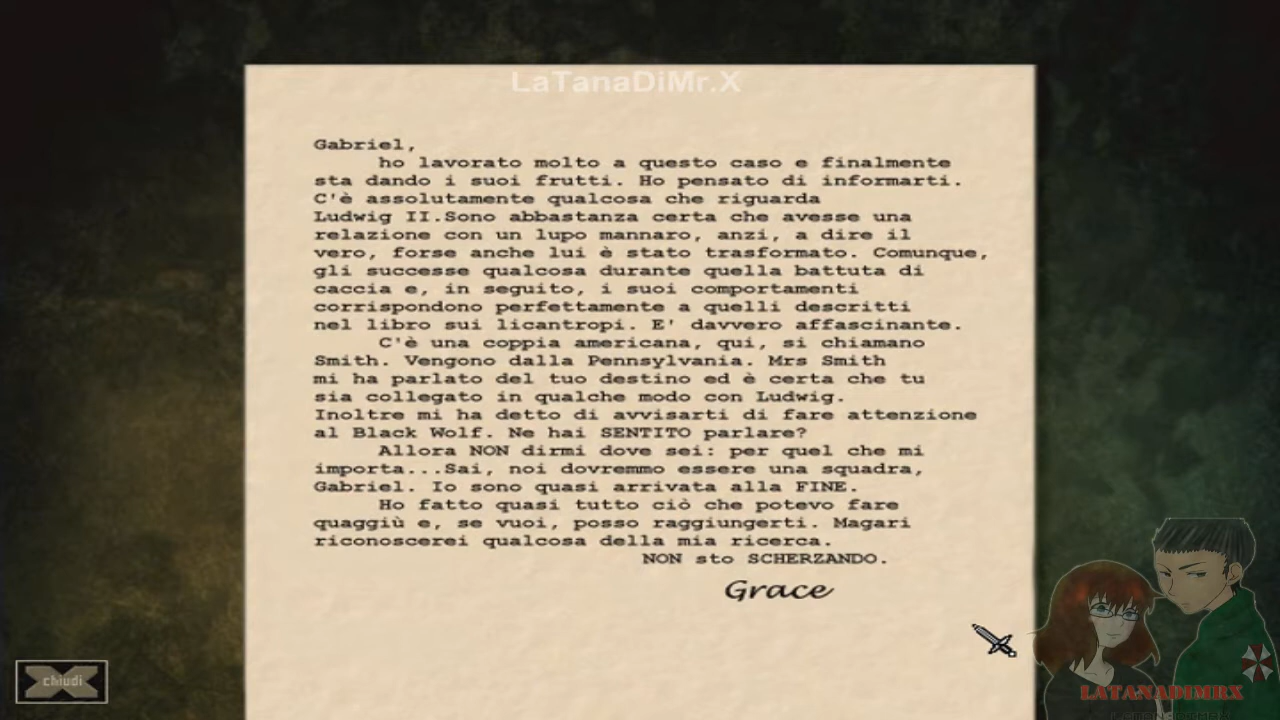 LaTanaDiMr.X
Gabriel,
ho lavorato molto a questo caso e finalmente
sta dando i suoi frutti. Ho pensato di informarti.
C'è assolutamente qualcosa che riguarda
Ludwig II.Sono abbastanza certa che avesse una
relazione con un lupo mannaro, anzi, a dire il
vero, forse anche lui è stato trasformato. Comunque,
gli successe qualcosa durante quella battuta di
caccia e, in seguito, i suoi comportamenti
corrispondono perfettamente a quelli descritti
nel libro sui licantropi. E' davvero affascinante.
C'è una coppia americana, qui, si chiamano
Smith. Vengono dalla Pennsylvania. Mrs Smith
mi ha parlato del tuo destino ed è certa che tu
sia collegato in qualche modo con Ludwig.
Inoltre mi ha detto di avvisarti di fare attenzione
al Black Wolf. Ne hai SENTITO parlare?
Allora NON dirmi dove sei: per quel che mi
importa...Sai, noi dovremmo essere una squadra,
Gabriel. Io sono quasi arrivata alla FINE.
Ho fatto quasi tutto ciò che potevo fare
quaggiù e, se vuoi, posso raggiungerti. Magari
riconoscerei qualcosa della mia ricerca.
NON sto SCHERZANDO.
Grace
chiudi
LATANADIMRX